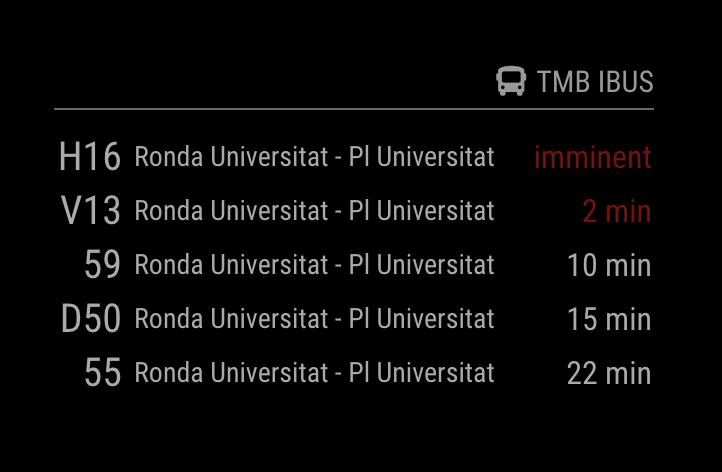 TMB IBUS
H16 Ronda Universitat - Pl Universitat imminent
V13 Ronda Universitat - Pl Universitat 2 min
59 Ronda Universitat - Pl Universitat 10 min
D50 Ronda Universitat - Pl Universitat 15 min
55 Ronda Universitat - Pl Universitat 22 min